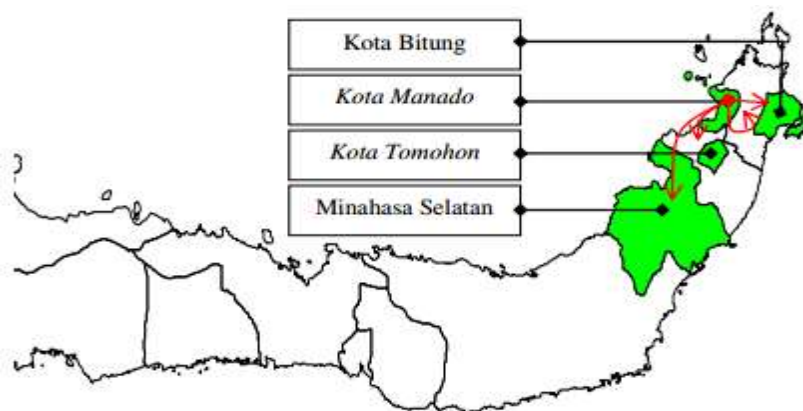 Kota Bitung
Kota Manado
Kota Tomohon
Minahasa Selatan